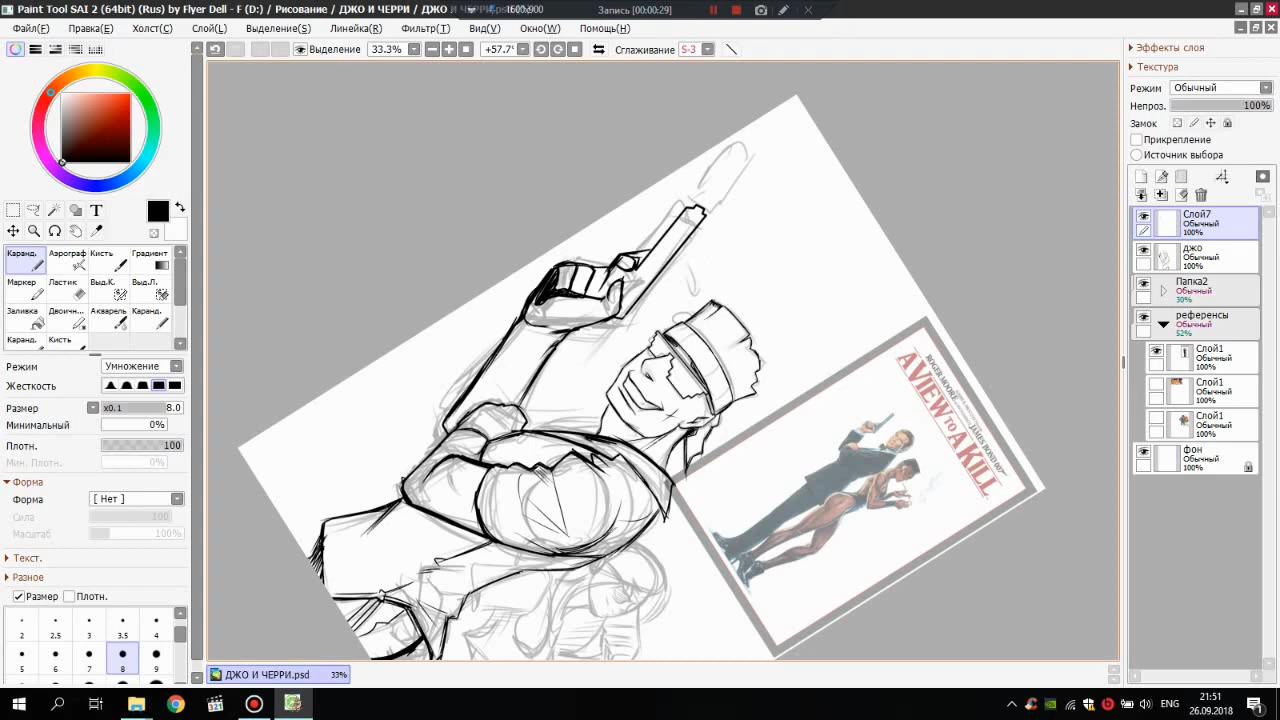 Paint Tool SAI 2 (64bit) (Rus) by Flyer Dell - F (D:) / Рисование / ДЖО И ЧЕРРИ / ДЖО И ЧЕРРИ.psd
1600x900
Запись [00:00:29]
Файл(F) Правка(E) Холст(C) Слой(L) Выделение(S) Линейка(R) Фильтр(T) Вид(V) Окно(W) Помощь(H)
Выделение 33.3% +57.7° Сглаживание S-3
Эффекты слоя
Текстура
Режим Обычный
Непроз. 100%
Замок
Прикрепление
Источник выбора
T
Каранд. Аэрограф Кисть Градиент
Маркер Ластик Выд.К. Выд.Л.
Заливка Двоичн... Акварель Каранд.
Каранд. Кисть
Умножение
Жесткость
Размер x0.1 8.0
Минимальный 0%
Плотн. 100
Мин. Плотн. 0%
Форма
Форма [ Нет ]
Сила 100
Масштаб 100%
Текст.
Разное
Размер Плотн.
2 2.5 3 3.5 4
5 6 7 8 9
Слой7
Обычный
100%
джо
Обычный
100%
Папка2
Обычный
30%
референсы
Обычный
52%
Слой1
Обычный
100%
Слой1
Обычный
100%
Слой1
Обычный
100%
фон
Обычный
100%
ROGER MOORE
JAMES BOND 007
A VIEW TO A KILL
ДЖО И ЧЕРРИ.psd 33%
321
ENG
21:51
26.09.2018
1